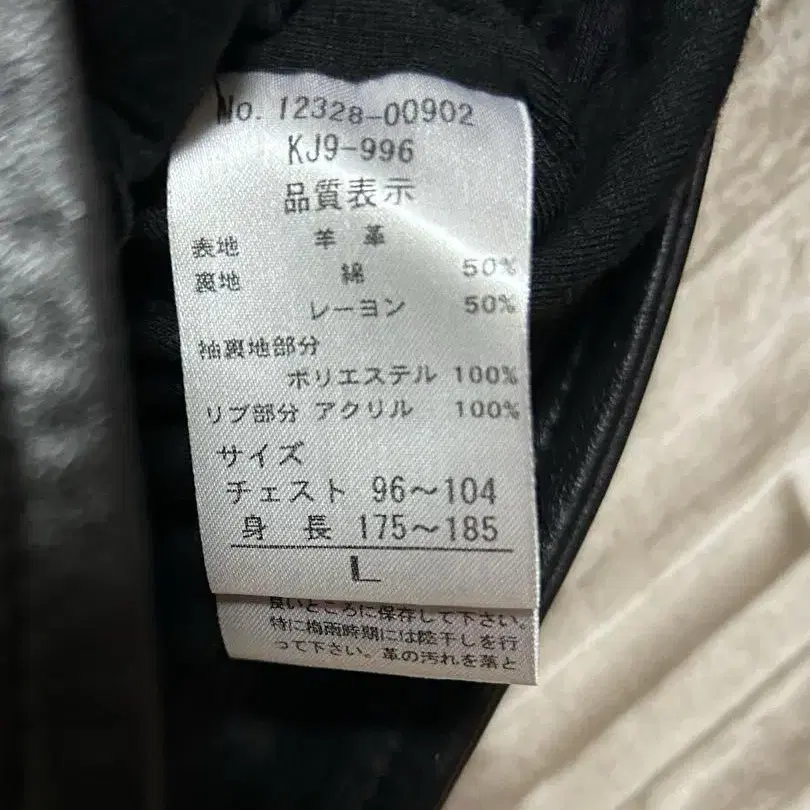 No. 12328-00902
KJ9-996
品質表示
表地 羊 革
裏地 綿 50%
レーヨン 50%
袖裏地部分
ポリエステル 100%
リブ部分 アクリル 100%
サイズ
チェスト 96～104
身 長 175～185
L
良いところに保存して下さい。
特に梅雨時期には陰干しを行
って下さい。革の汚れを落と